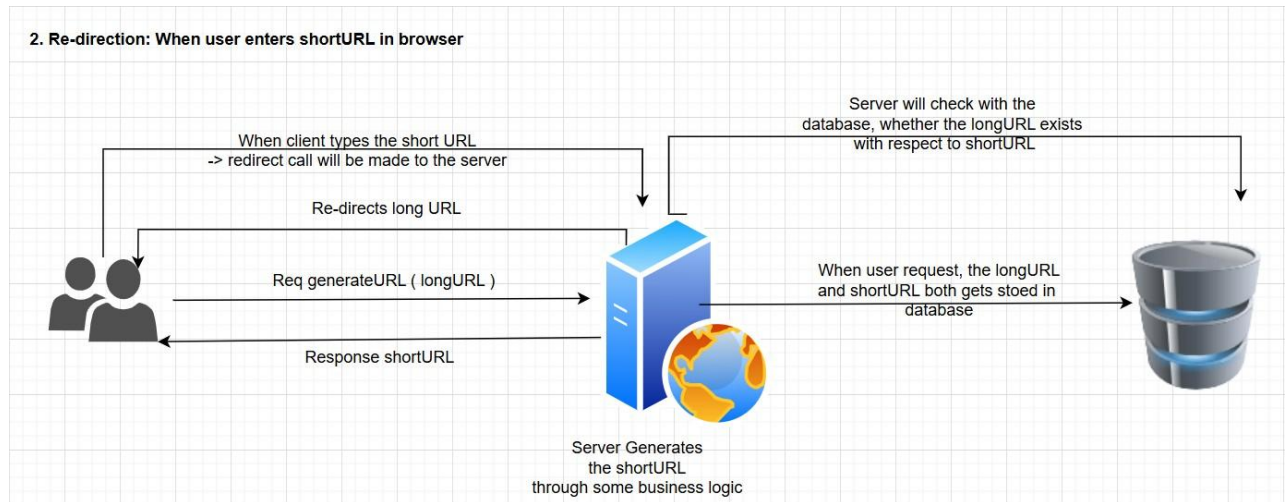 2. Re-direction: When user enters shortURL in browser
When client types the short URL
-> redirect call will be made to the server
Server will check with the
database, whether the longURL exists
with respect to shortURL
Re-directs long URL
Req generateURL ( longURL )
When user request, the longURL
and shortURL both gets stoed in
database
Response shortURL
Server Generates
the shortURL
through some business logic